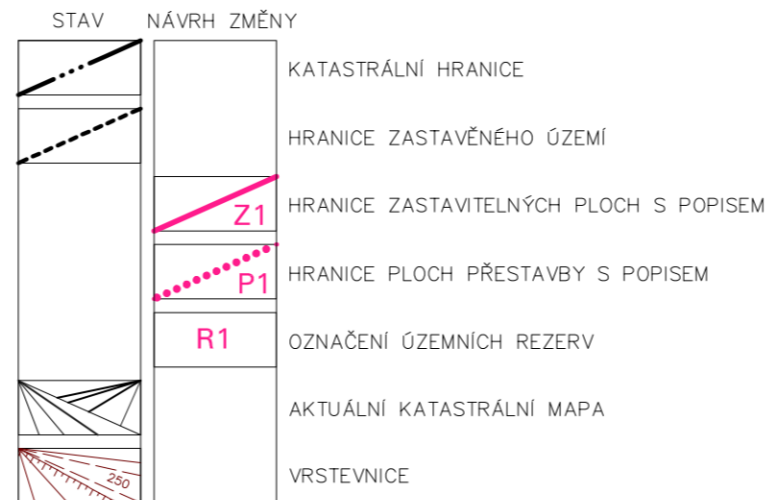 STAV NÁVRH ZMĚNY
KATASTRÁLNÍ HRANICE
HRANICE ZASTAVĚNÉHO ÚZEMÍ
Z1 HRANICE ZASTAVITELNÝCH PLOCH S POPISEM
P1 HRANICE PLOCH PŘESTAVBY S POPISEM
R1 OZNAČENÍ ÚZEMNÍCH REZERV
AKTUÁLNÍ KATASTRÁLNÍ MAPA
250 VRSTEVNICE